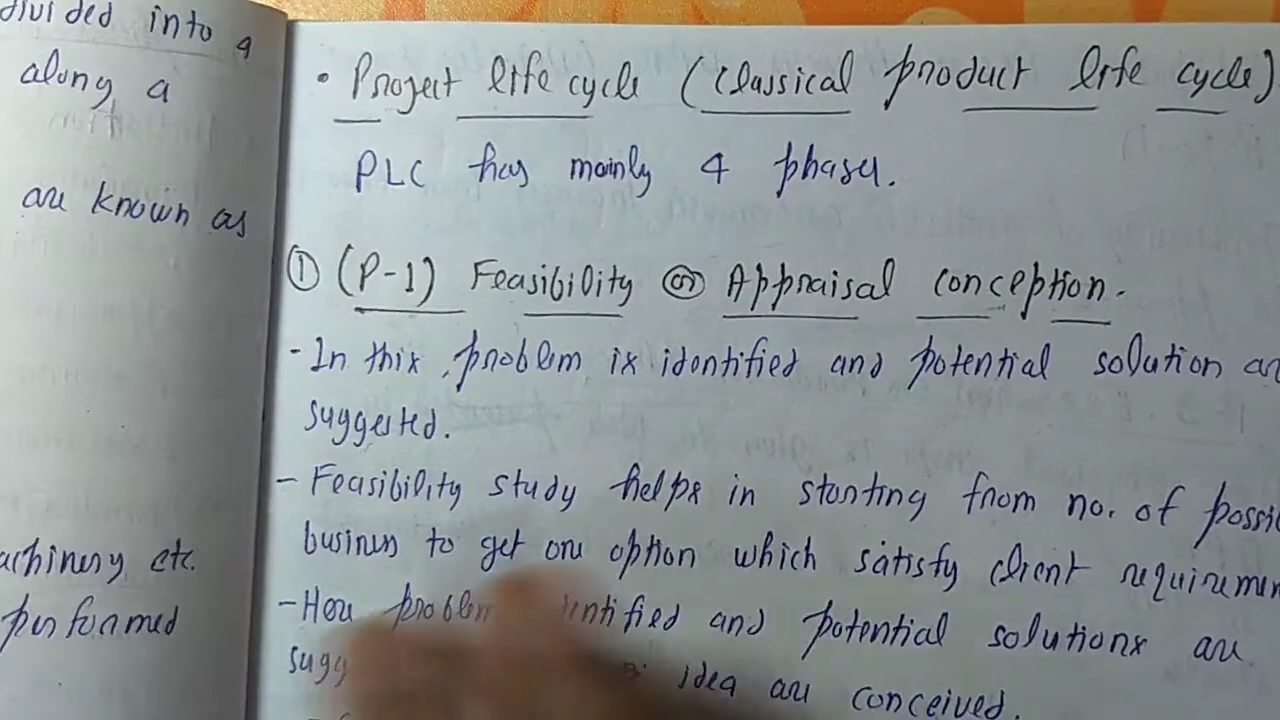 divided into 4
along a
are known as
achinery etc.
performed
• Project life cycle (Classical product life cycle)
PLC has mainly 4 phases.
① (P-1) Feasibility or Appraisal conception.
- In this, problem is identified and potential solution are
suggested.
- Feasibility study helps in starting from no. of possi
business to get one option which satisfy client requiremen
- Here problem identified and potential solutions are
sugg idea are conceived.